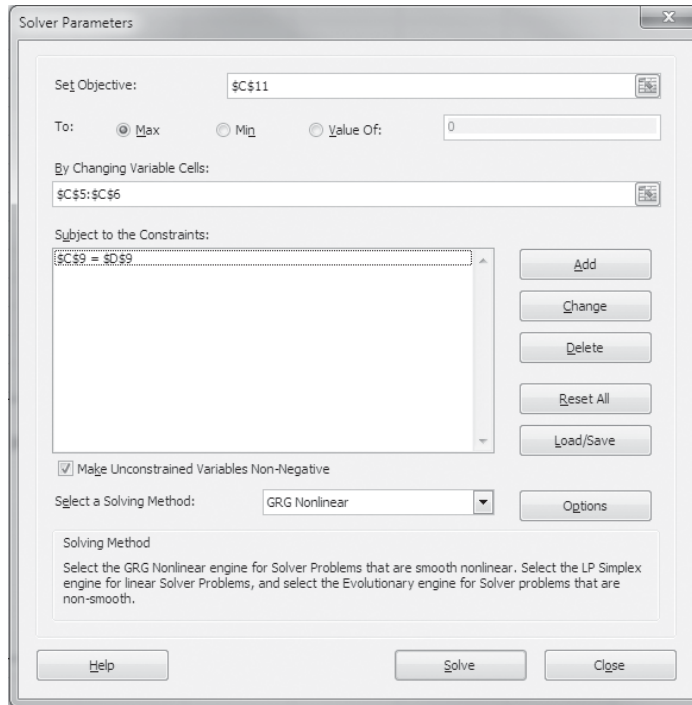 Solver Parameters
x
Set Objective: $C$11
To: Max Min Value Of: 0
By Changing Variable Cells:
$C$5:$C$6
Subject to the Constraints:
$C$9 = $D$9
Add
Change
Delete
Reset All
Load/Save
Make Unconstrained Variables Non-Negative
Select a Solving Method: GRG Nonlinear Options
Solving Method
Select the GRG Nonlinear engine for Solver Problems that are smooth nonlinear. Select the LP Simplex
engine for linear Solver Problems, and select the Evolutionary engine for Solver problems that are
non-smooth.
Help Solve Close